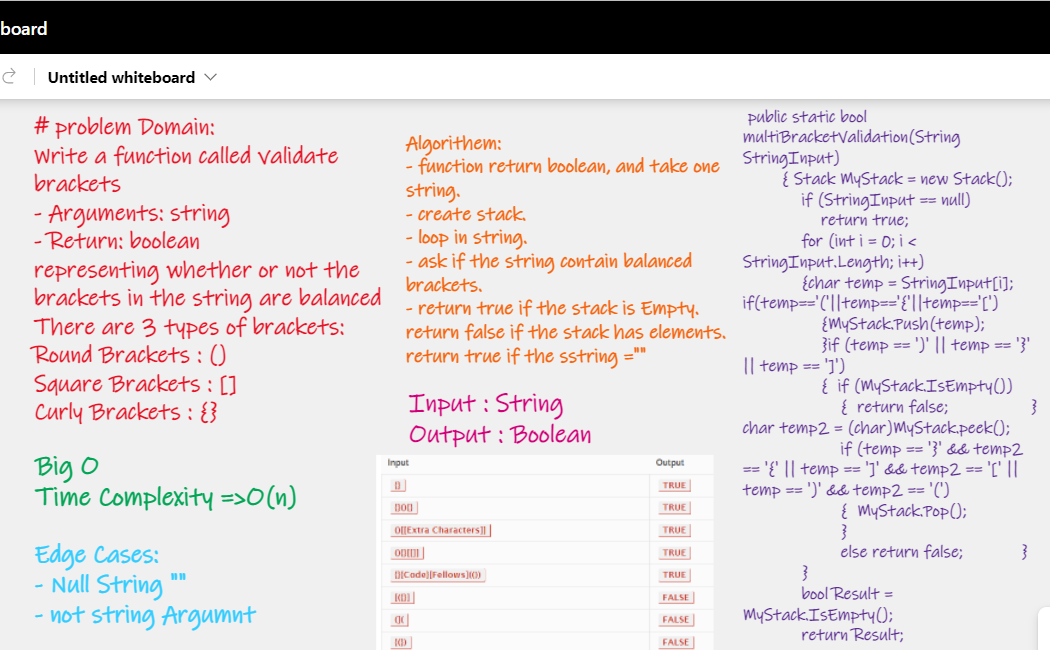 board
Untitled whiteboard
# problem Domain:
Write a function called validate
brackets
- Arguments: string
- Return: boolean
representing whether or not the
brackets in the string are balanced
There are 3 types of brackets:
Round Brackets : ()
Square Brackets : []
Curly Brackets : {}
Big O
Time Complexity =>O(n)
Edge Cases:
- Null String ""
- not string Argumnt
Algorithem:
- function return boolean, and take one
string.
- create stack.
- loop in string.
- ask if the string contain balanced
brackets.
- return true if the stack is Empty.
return false if the stack has elements.
return true if the sstring =""
Input : String
Output : Boolean
Input Output
{} TRUE
TRUE
()[[Extra Characters]] TRUE
TRUE
{}[Code][Fellows](()) TRUE
FALSE
FALSE
FALSE
public static bool
multiBracketValidation(String
StringInput)
{ Stack MyStack = new Stack();
if (StringInput == null)
return true;
for (int i = 0; i <
StringInput.Length; i++)
{char temp = StringInput[i];
if(temp=='('||temp=='{'||temp=='[')
{MyStack.Push(temp);
}if (temp == ')' || temp == '}'
|| temp == ']')
{ if (MyStack.IsEmpty())
{ return false; }
char temp2 = (char)MyStack.peek();
if (temp == '}' && temp2
== '{' || temp == ']' && temp2 == '[' ||
temp == ')' && temp2 == '(')
{ MyStack.Pop();
}
else return false; }
}
bool Result =
MyStack.IsEmpty();
return Result;